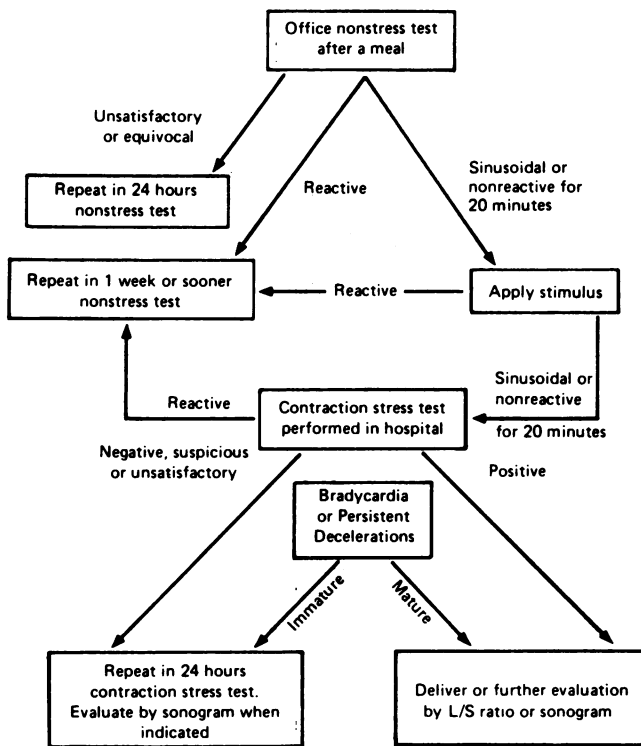 Office nonstress test
after a meal
Unsatisfactory
or equivocal
Reactive
Sinusoidal or
nonreactive for
20 minutes
Repeat in 24 hours
nonstress test
Repeat in 1 week or sooner
nonstress test
Reactive
Apply stimulus
Reactive
Contraction stress test
performed in hospital
Sinusoidal or
nonreactive
for 20 minutes
Negative, suspicious
or unsatisfactory
Positive
Bradycardia
or Persistent
Decelerations
Immature
Mature
Repeat in 24 hours
contraction stress test.
Evaluate by sonogram when
indicated
Deliver or further evaluation
by L/S ratio or sonogram